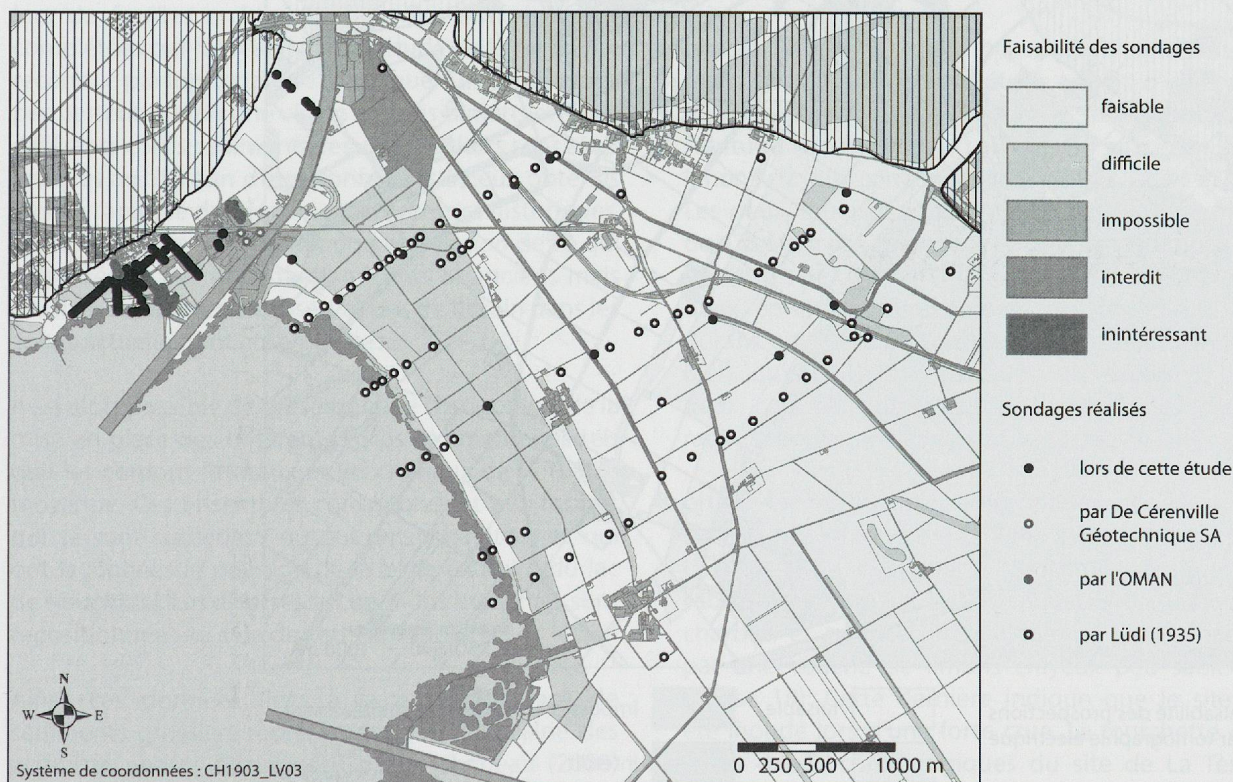 Faisabilité des sondages
faisable
difficile
impossible
interdit
inintéressant
Sondages réalisés
lors de cette étude
par De Cérenville
Géotechnique SA
par l'OMAN
par Lüdi (1935)
N
W
E
S
0 250 500 1000 m
Système de coordonnées : CH1903_LV03